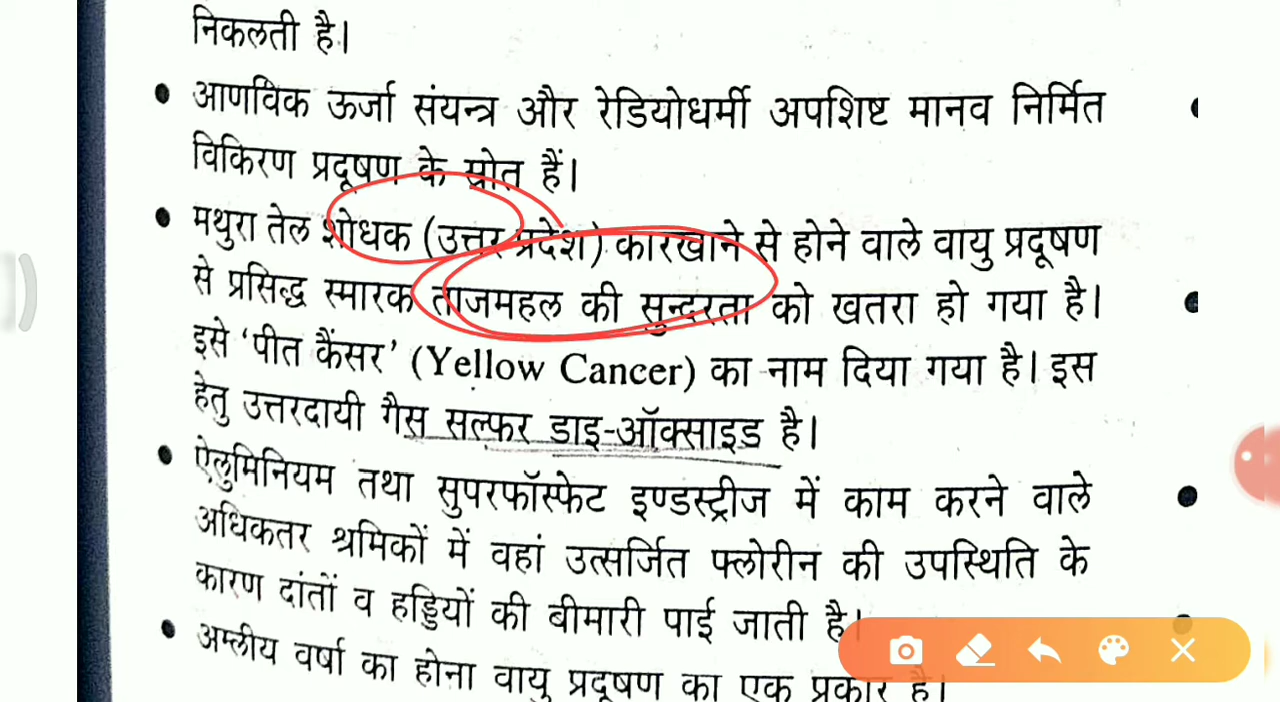 निकलती है।
• आणविक ऊर्जा संयन्त्र और रेडियोधर्मी अपशिष्ट मानव निर्मित
विकिरण प्रदूषण के स्रोत हैं।
• मथुरा तेल शोधक (उत्तर प्रदेश) कारखाने से होने वाले वायु प्रदूषण
से प्रसिद्ध स्मारक ताजमहल की सुन्दरता को खतरा हो गया है।
इसे ‘पीत कैंसर’ (Yellow Cancer) का नाम दिया गया है। इस
हेतु उत्तरदायी गैस सल्फर डाइ-ऑक्साइड है।
• ऐलुमिनियम तथा सुपरफॉस्फेट इण्डस्ट्रीज में काम करने वाले
अधिकतर श्रमिकों में वहां उत्सर्जित फ्लोरीन की उपस्थिति के
कारण दांतों व हड्डियों की बीमारी पाई जाती है।
• अम्लीय वर्षा का होना वायु प्रदूषण का एक प्रकार है।